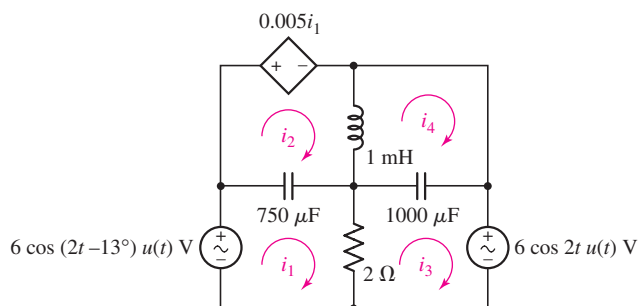 0.005i₁
+ −
i₂
i₄
1 mH
750 μF
1000 μF
6 cos (2t –13°) u(t) V
+
i₁
2 Ω
i₃
+
6 cos 2t u(t) V